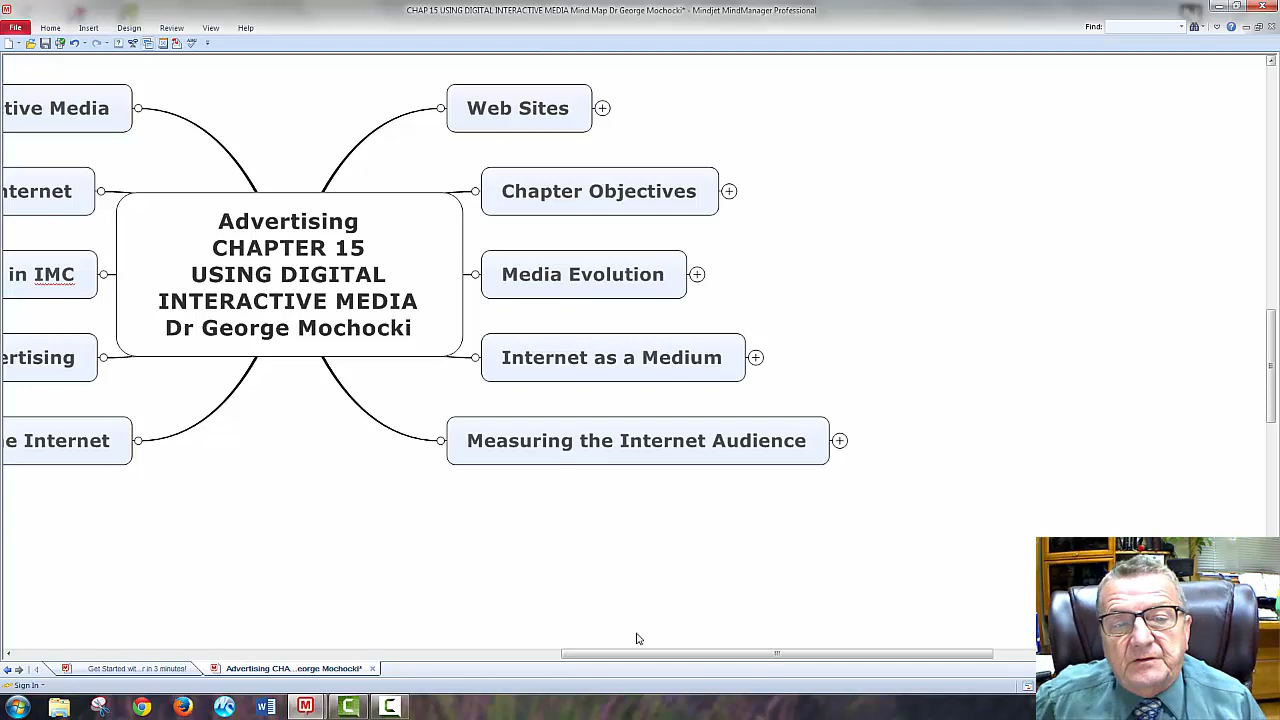 CHAP 15 USING DIGITAL INTERACTIVE MEDIA Mind Map Dr George Mochocki* - Mindjet MindManager Professional
File Home Insert Design Review View Help Find:
tive Media
Web Sites
nternet
Chapter Objectives
Advertising
CHAPTER 15
USING DIGITAL
INTERACTIVE MEDIA
Dr George Mochocki
in IMC
Media Evolution
ertising
Internet as a Medium
e Internet
Measuring the Internet Audience
Get Started wit...r in 3 minutes!
Advertising CHA...eorge Mochocki*
Sign In